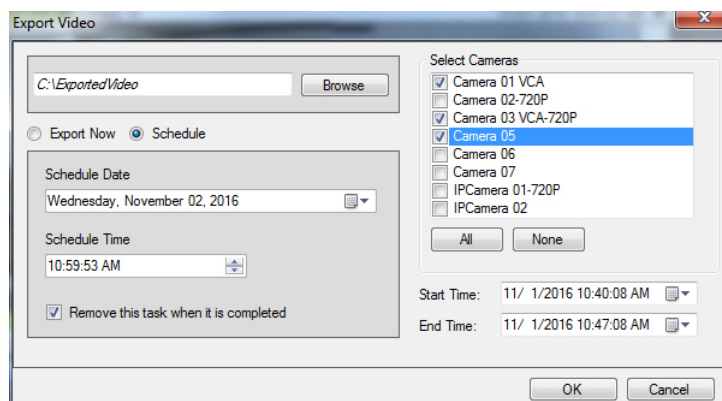 Export Video
C:\ExportedVideo
Browse
Export Now
Schedule
Schedule Date
Wednesday, November 02, 2016
Schedule Time
10:59:53 AM
Remove this task when it is completed
Select Cameras
Camera 01 VCA
Camera 02-720P
Camera 03 VCA-720P
Camera 05
Camera 06
Camera 07
IPCamera 01-720P
IPCamera 02
All
None
Start Time: 11/ 1/2016 10:40:08 AM
End Time: 11/ 1/2016 10:47:08 AM
OK
Cancel